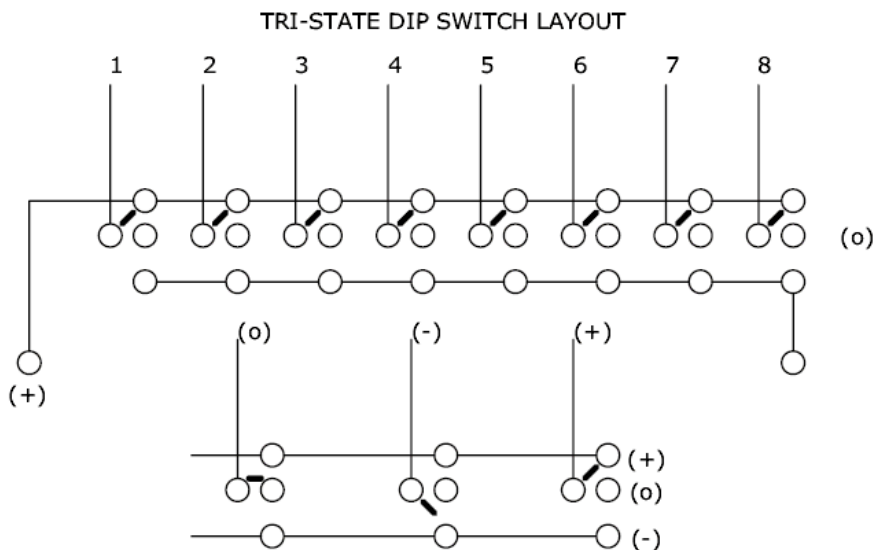 TRI-STATE DIP SWITCH LAYOUT
1 2 3 4 5 6 7 8
(o)
(o) (-) (+)
(+)
(+)
(o)
(-)